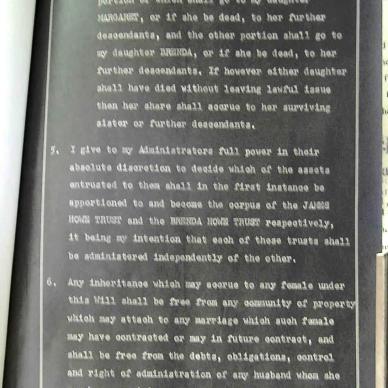 portion of which shall go to my daughter
MARGARET, or if she be dead, to her further
descendants, and the other portion shall go to
my daughter BRENDA, or if she be dead, to her
further descendants. If however either daughter
shall have died without leaving lawful issue
then her share shall accrue to her surviving
sister or further descendants.
5. I give to my Administrators full power in their
absolute discretion to decide which of the assets
entrusted to them shall in the first instance be
apportioned to and become the corpus of the JAMES
HOWE TRUST and the BRENDA HOWE TRUST respectively,
it being my intention that each of those trusts shall
be administered independently of the other.
6. Any inheritance which may accrue to any female under
this Will shall be free from any community of property
which may attach to any marriage which such female
may have contracted or may in future contract, and
shall be free from the debts, obligations, control
and right of administration of any husband whom she